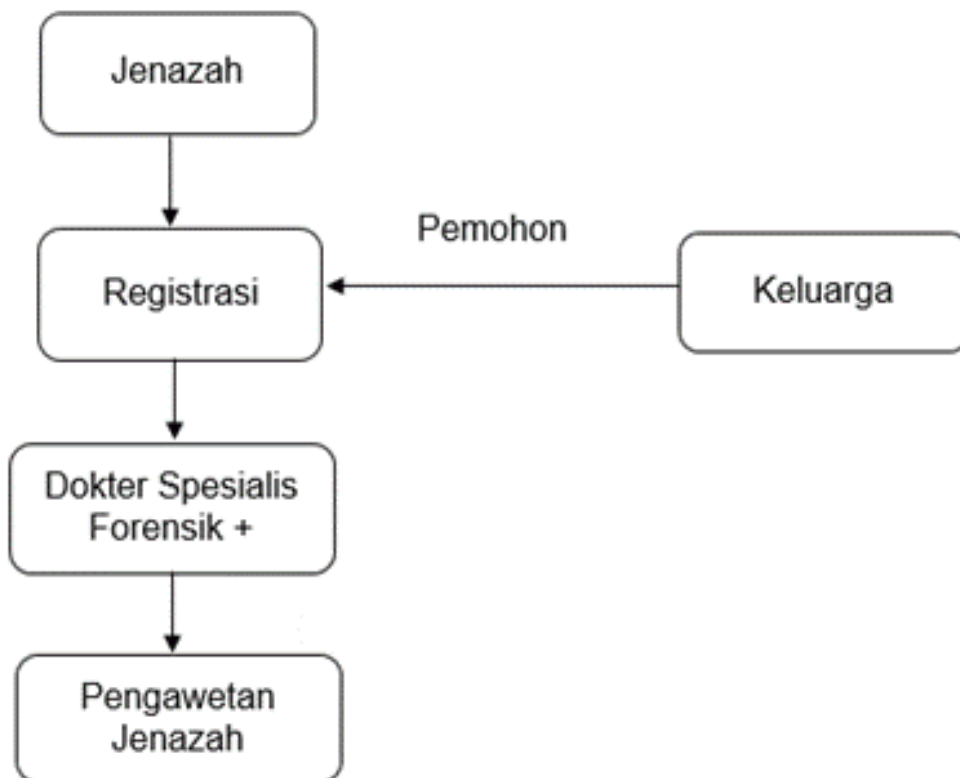 Jenazah
Pemohon
Registrasi
Keluarga
Dokter Spesialis
Forensik +
Pengawetan
Jenazah